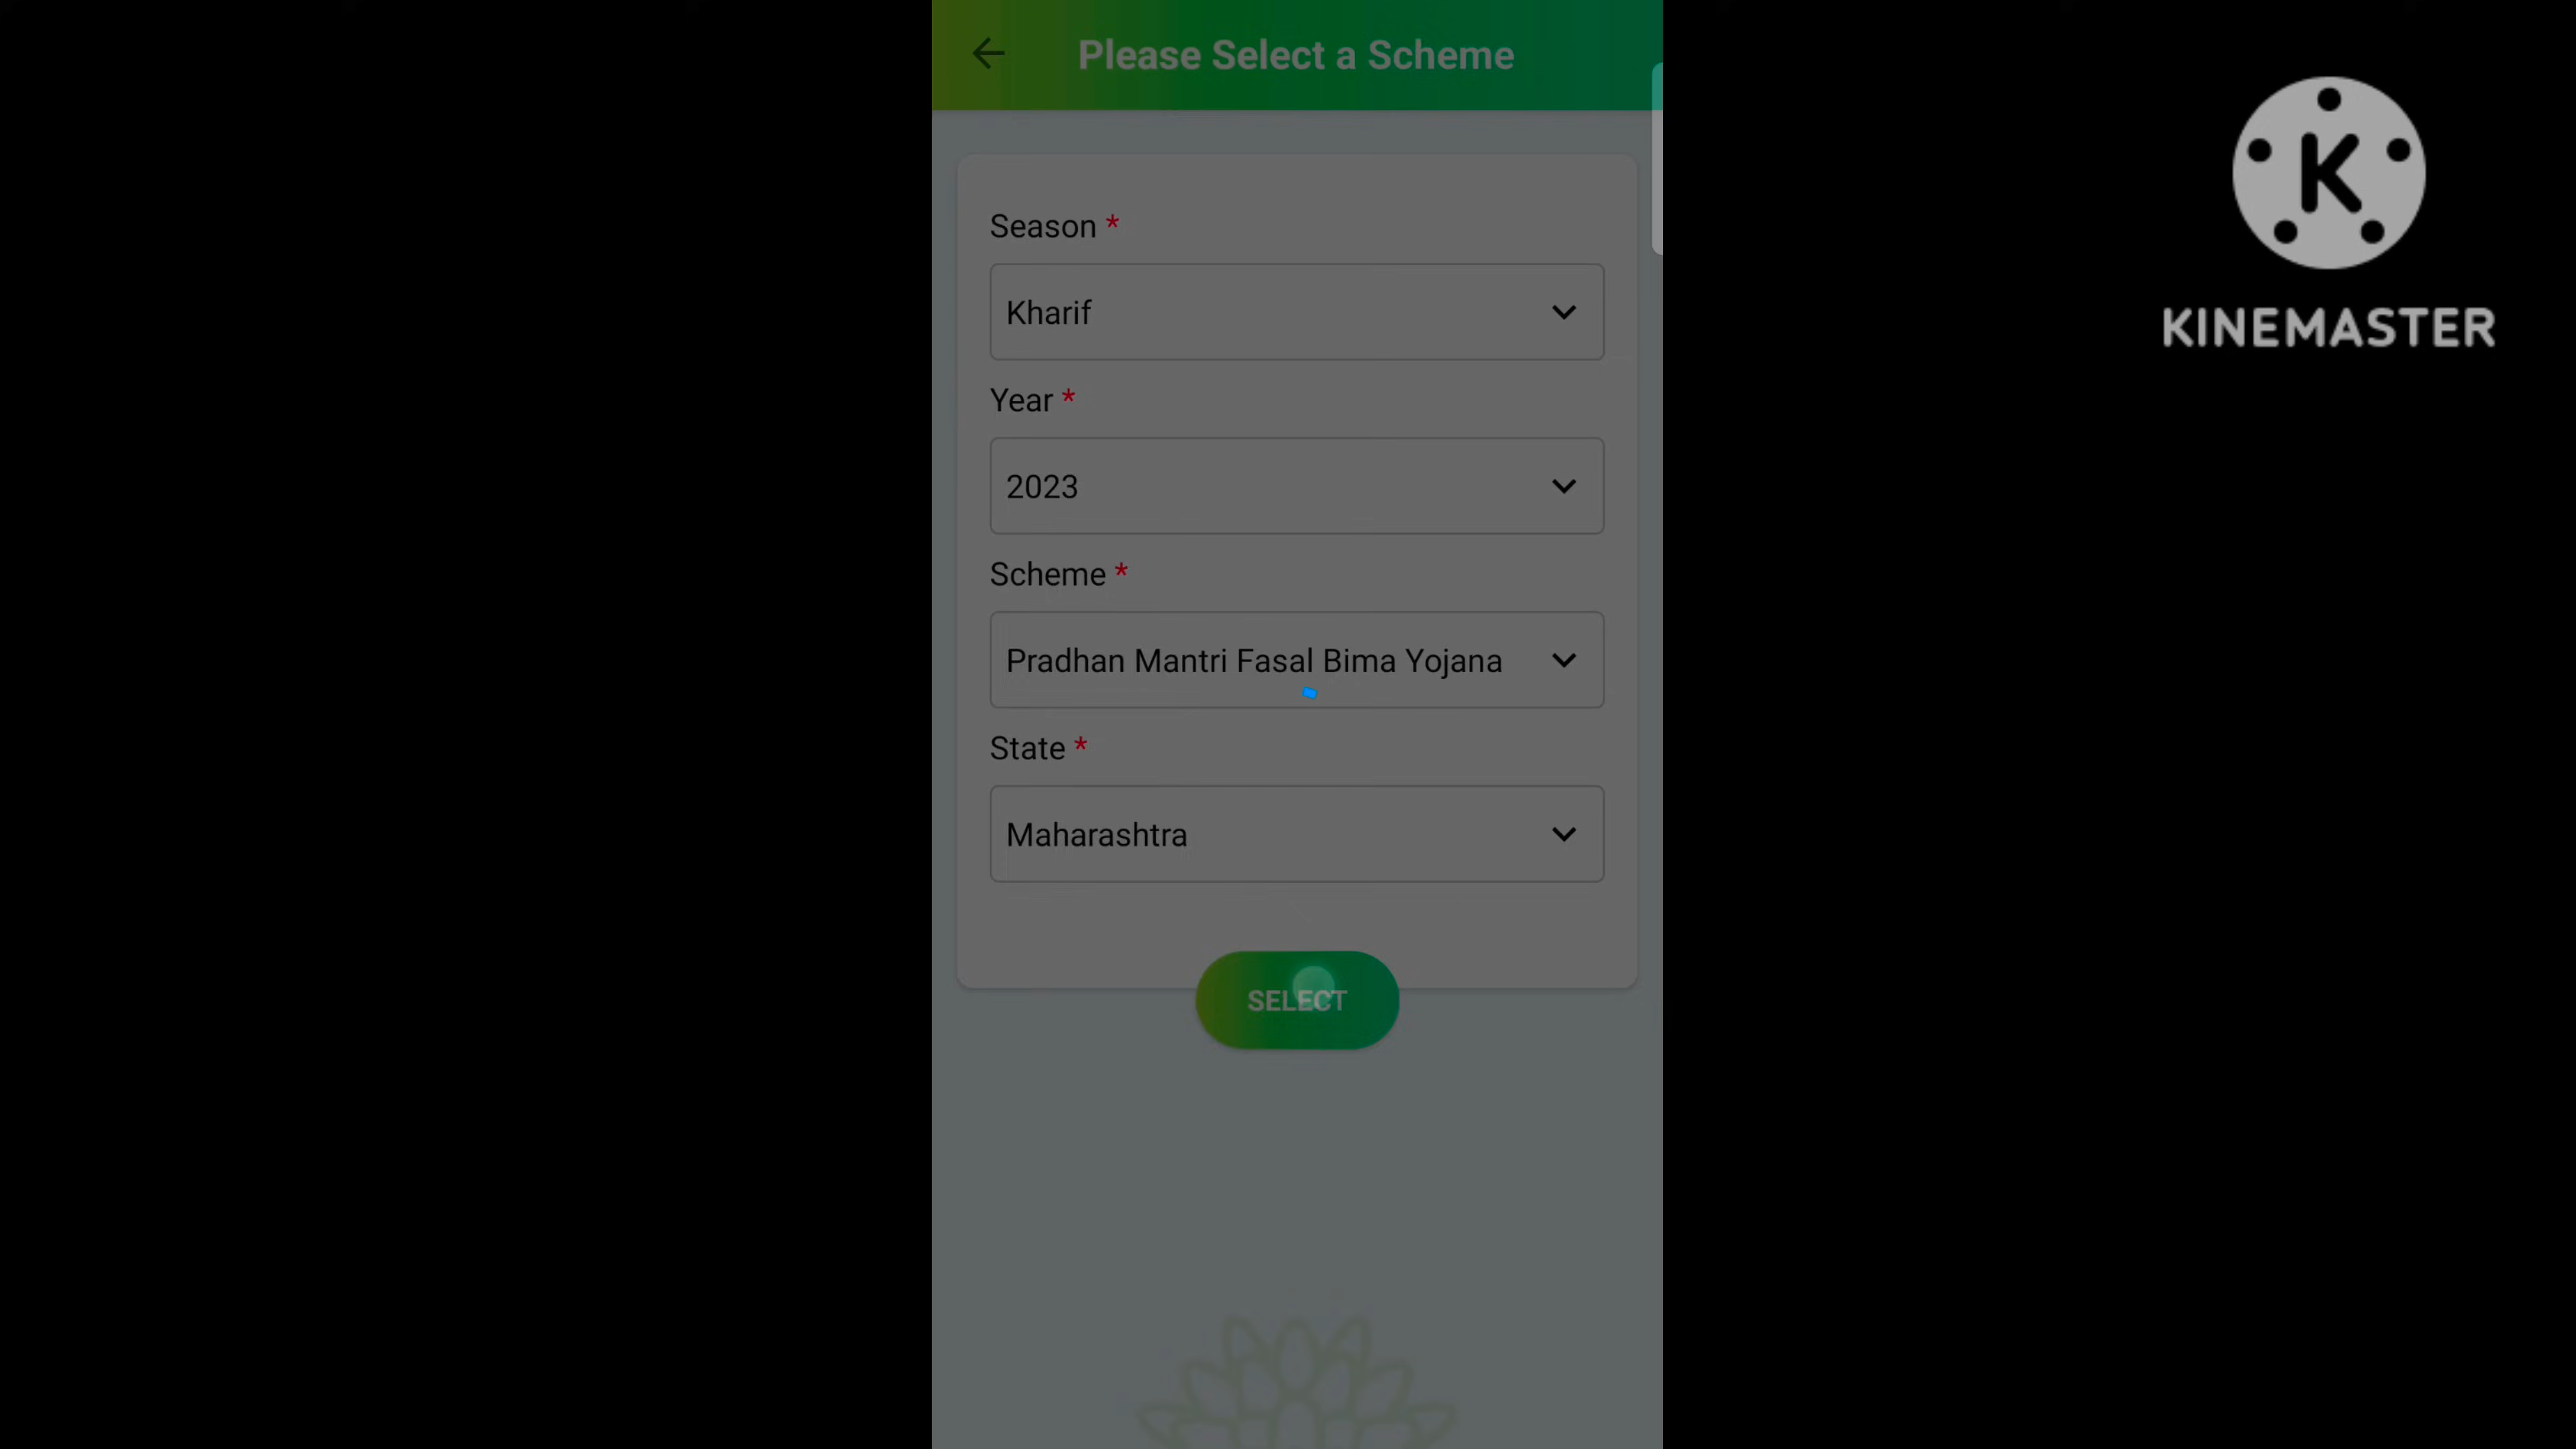 Please Select a Scheme
K
KINEMASTER
Season *
Kharif
Year *
2023
Scheme *
Pradhan Mantri Fasal Bima Yojana
State *
Maharashtra
SELECT